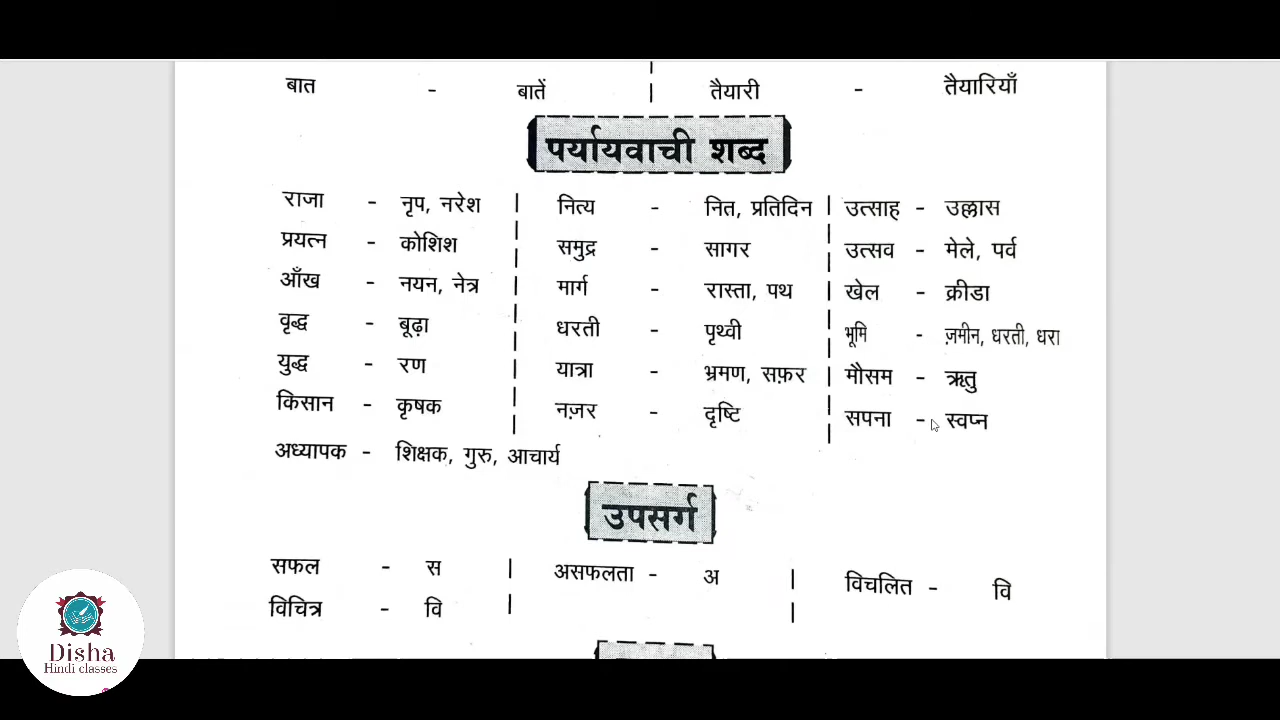 बात - बातें | तैयारी - तैयारियाँ
पर्यायवाची शब्द
राजा - नृप, नरेश | नित्य - नित, प्रतिदिन | उत्साह - उल्लास
प्रयत्न - कोशिश | समुद्र - सागर | उत्सव - मेले, पर्व
आँख - नयन, नेत्र | मार्ग - रास्ता, पथ | खेल - क्रीडा
वृद्ध - बूढ़ा | धरती - पृथ्वी | भूमि - ज़मीन, धरती, धरा
युद्ध - रण | यात्रा - भ्रमण, सफ़र | मौसम - ऋतु
किसान - कृषक | नज़र - दृष्टि | सपना - स्वप्न
अध्यापक - शिक्षक, गुरु, आचार्य
उपसर्ग
सफल - स | असफलता - अ | विचलित - वि
विचित्र - वि
Disha
Hindi classes